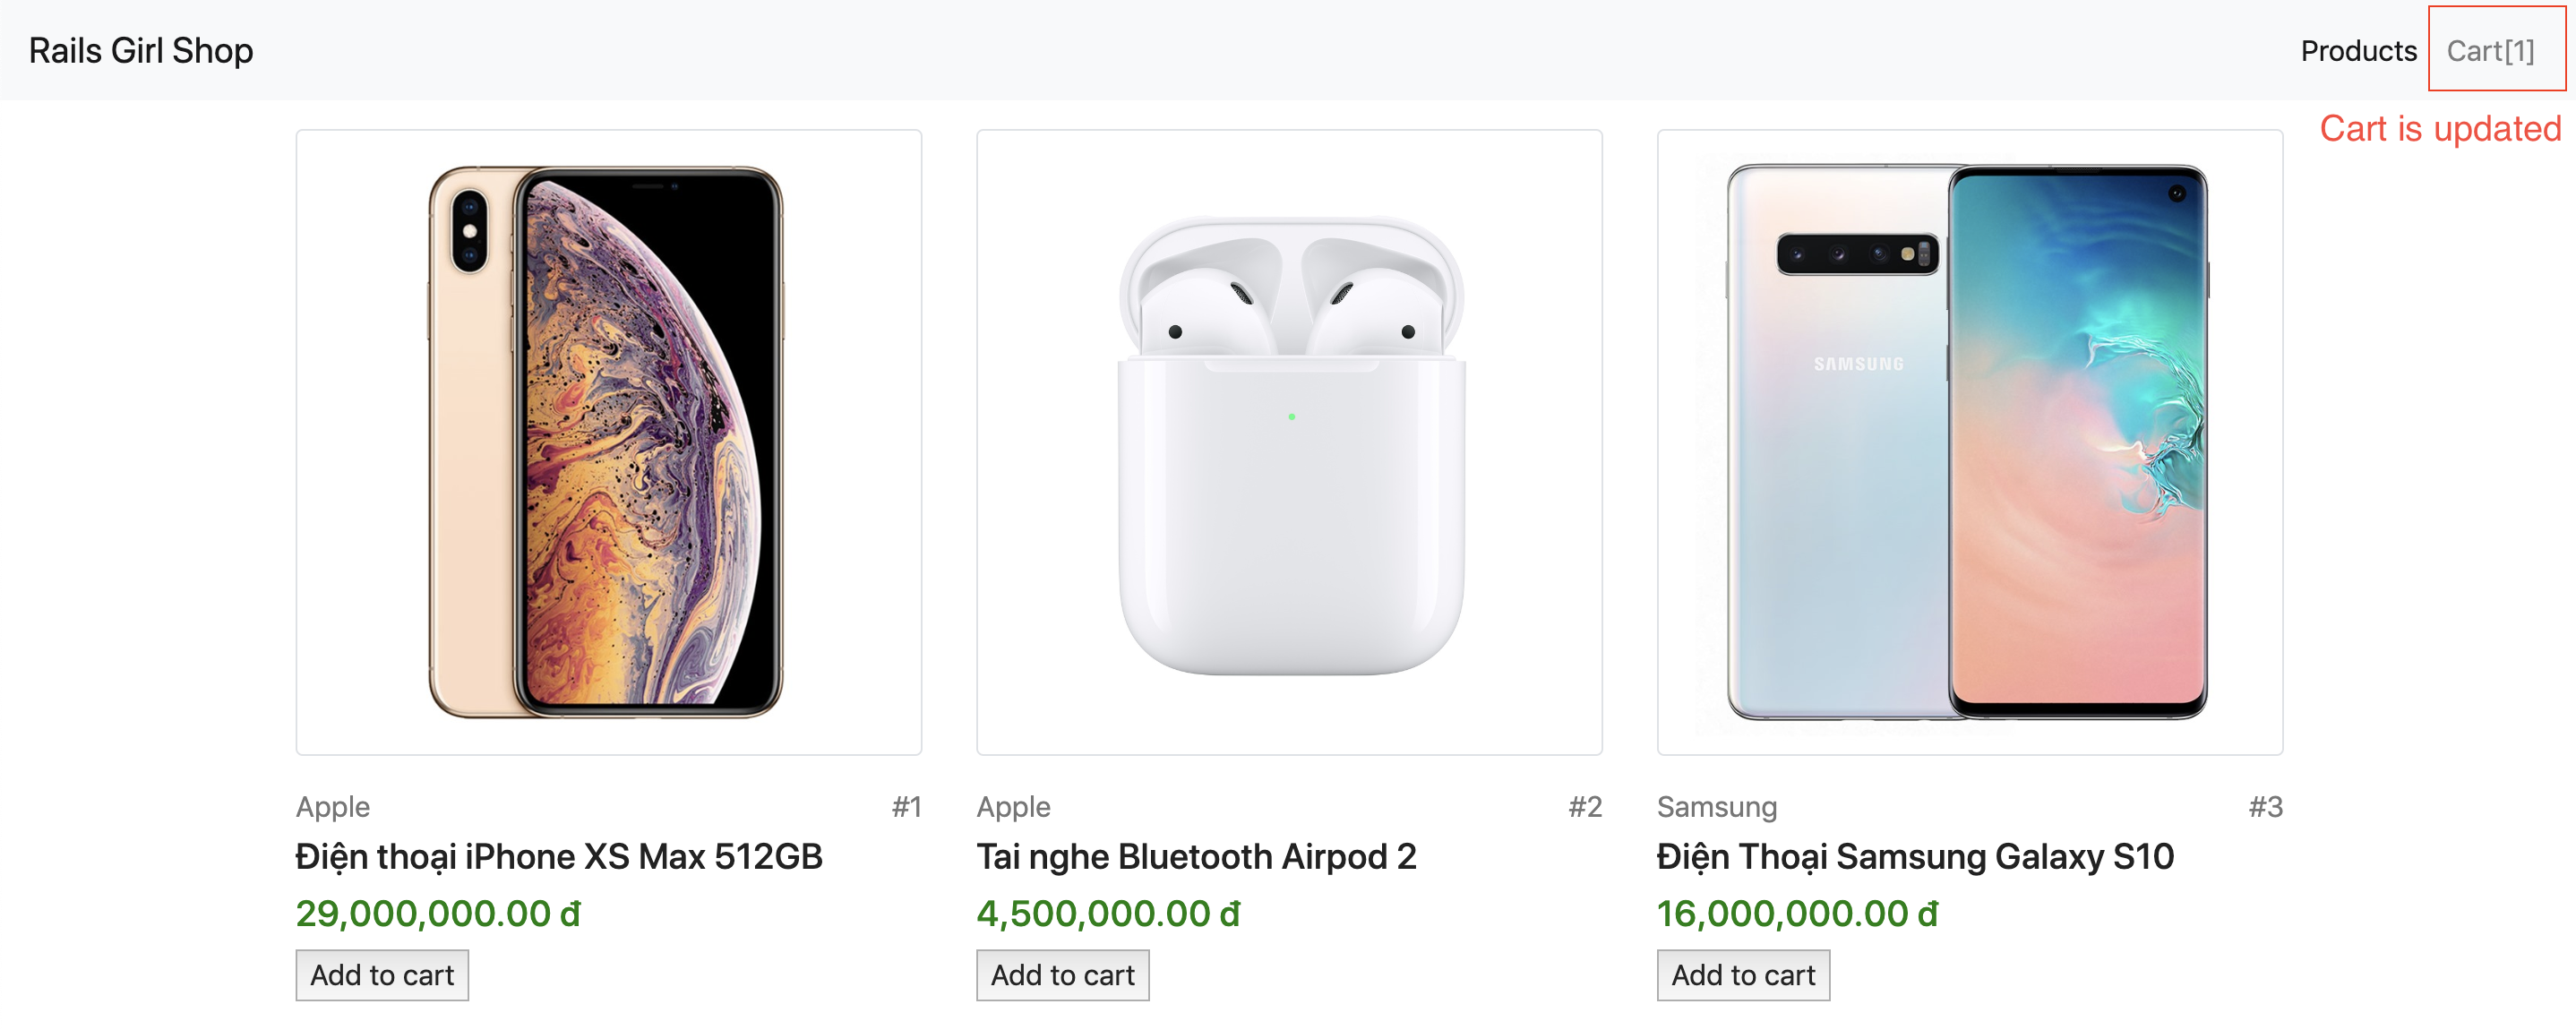 Rails Girl Shop
Products Cart[1]
Cart is updated
SAMSUNG
Apple #1
Điện thoại iPhone XS Max 512GB
29,000,000.00 đ
Add to cart
Apple #2
Tai nghe Bluetooth Airpod 2
4,500,000.00 đ
Add to cart
Samsung #3
Điện Thoại Samsung Galaxy S10
16,000,000.00 đ
Add to cart